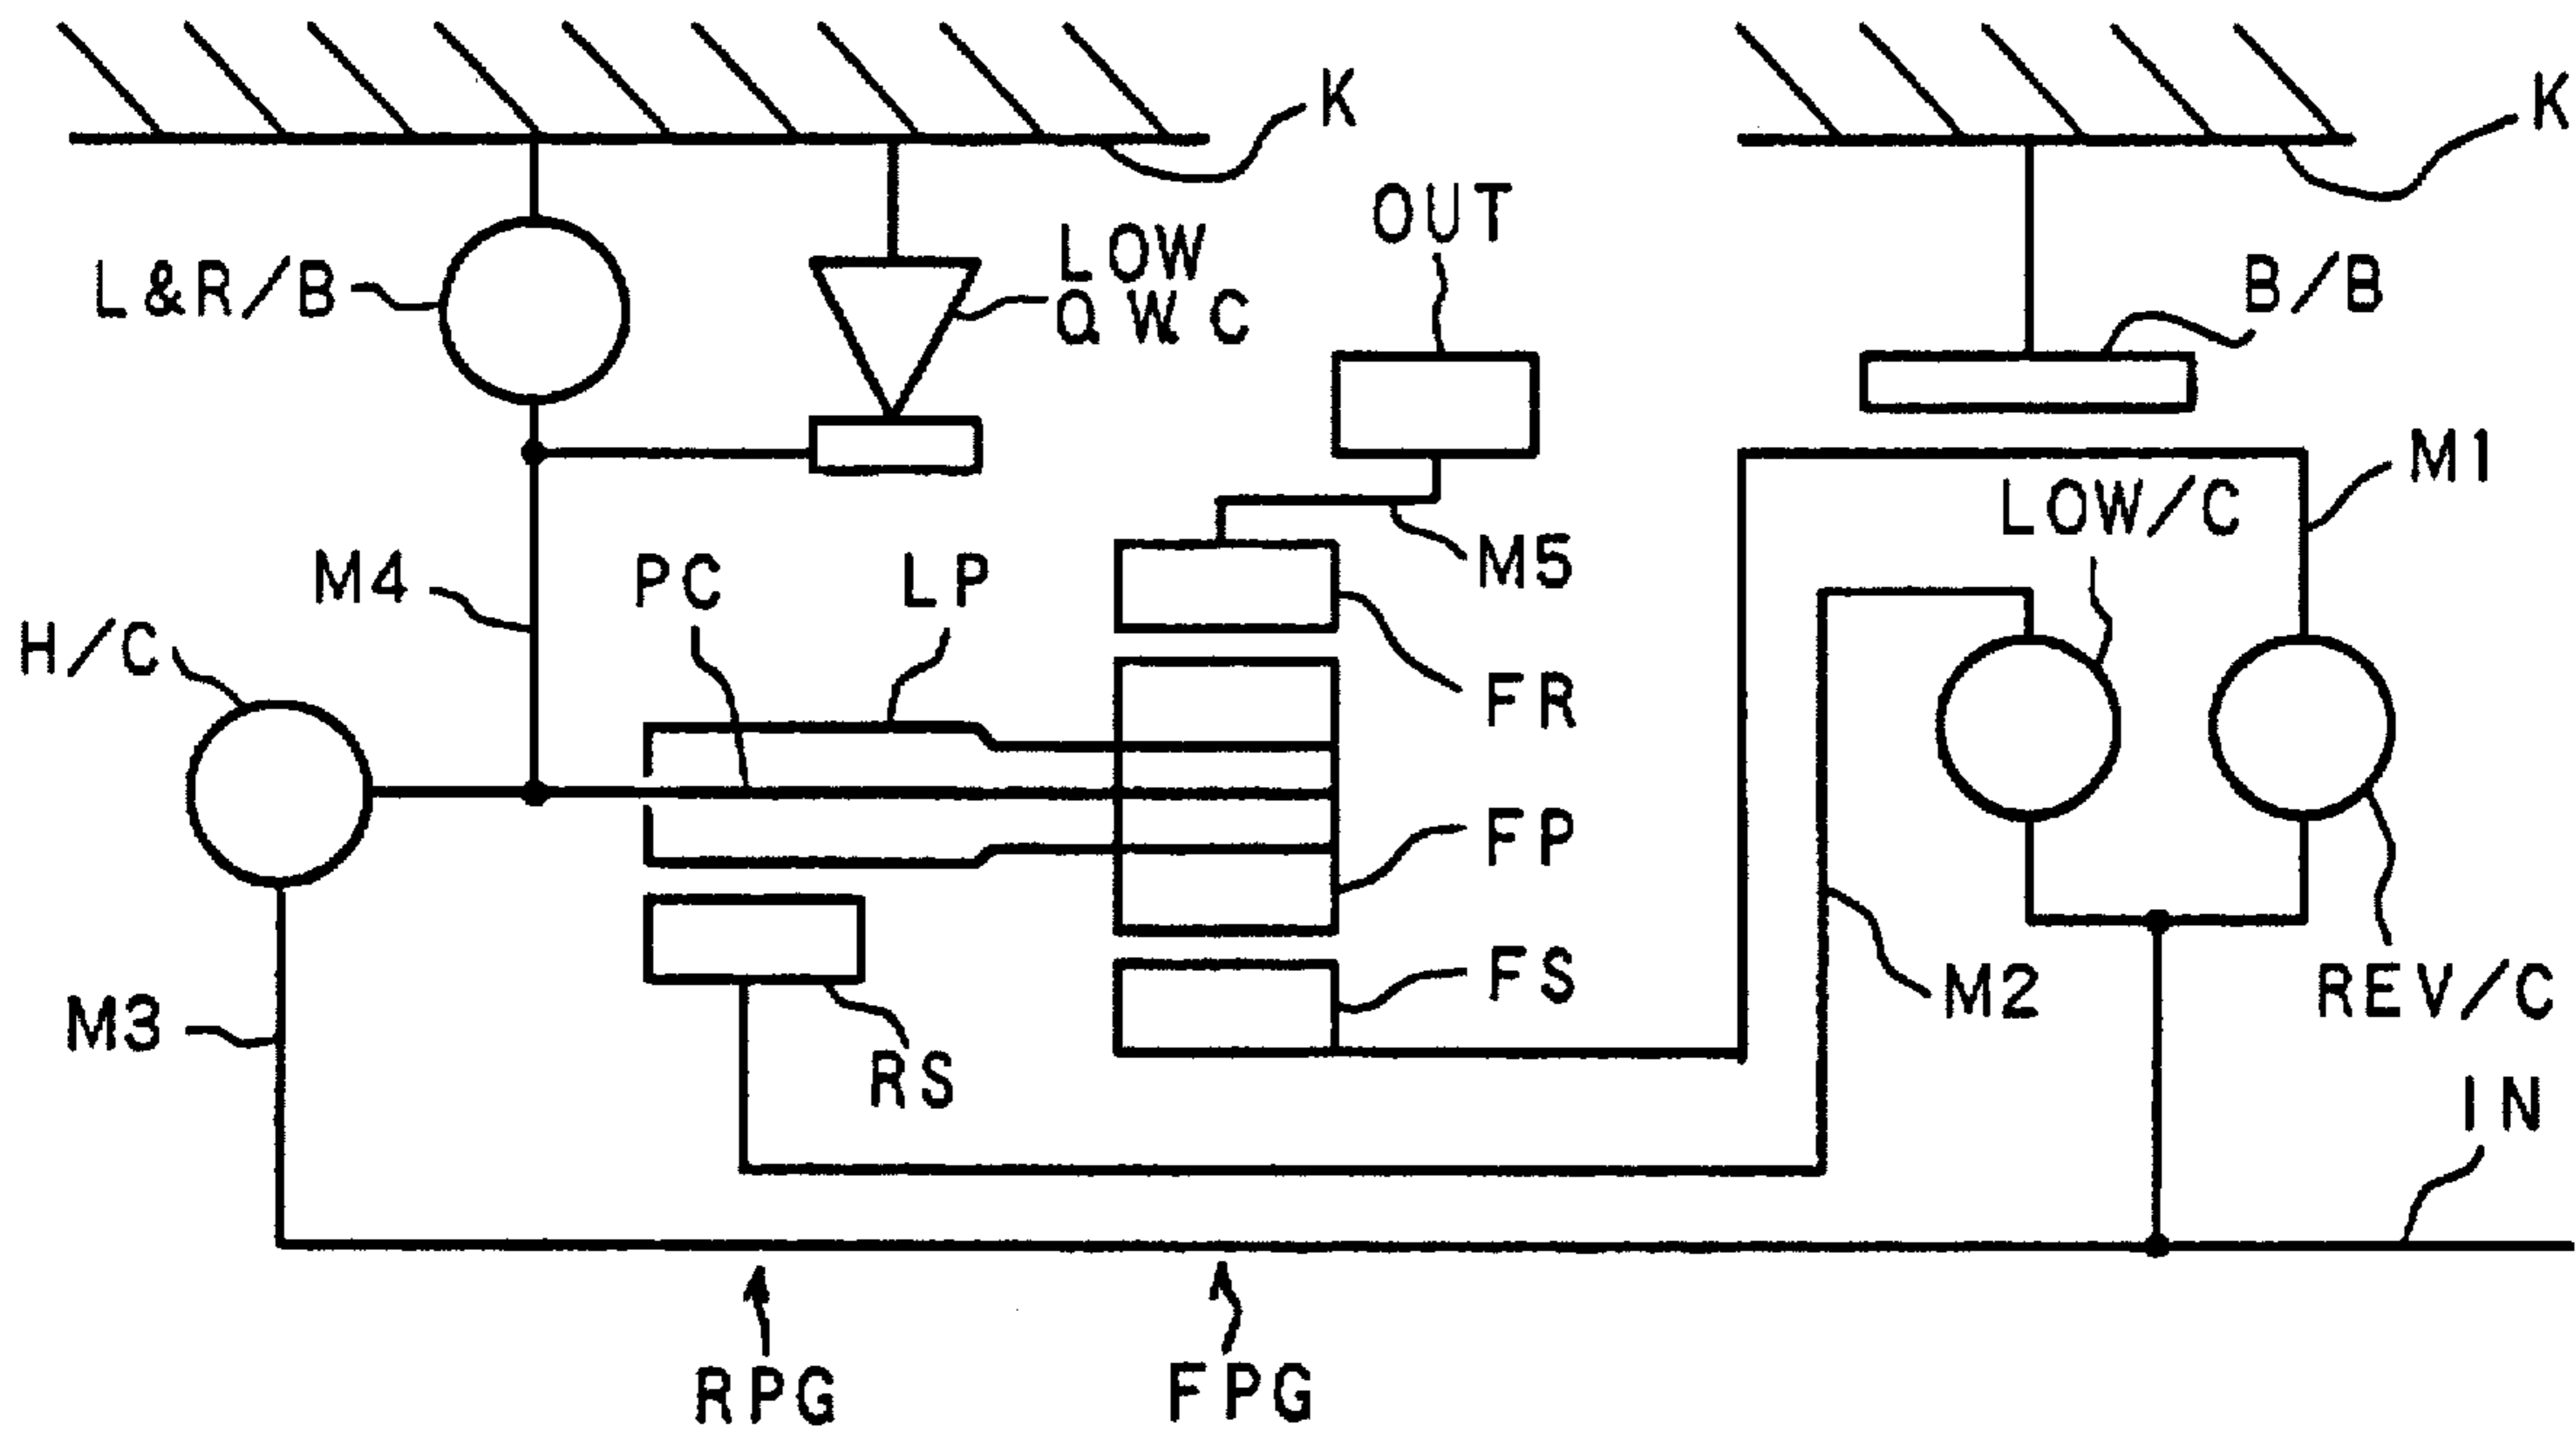 K
K
OUT
L&R/B
LOW
O.W.C
B/B
M1
LOW/C
M4
PC
LP
M5
H/C
FR
FP
FS
M2
REV/C
M3
RS
IN
RPG
FPG